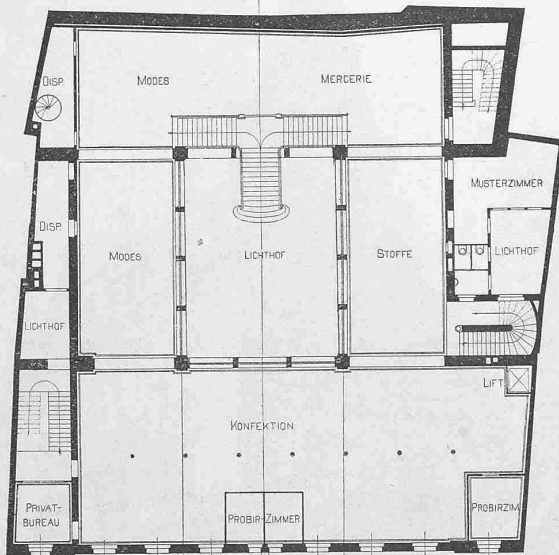 DISP.
MODES
MERCERIE
DISP.
MODES
LICHTHOF
STOFFE
MUSTERZIMMER
LICHTHOF
LICHTHOF
LIFT
KONFEKTION
PRIVAT-
BUREAU
PROBIR-ZIMMER
PROBIRZIM.